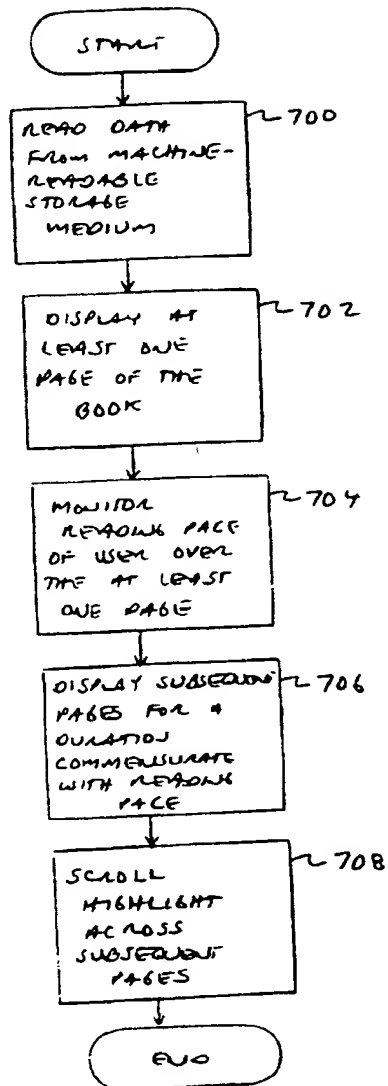 START
READ DATA
FROM MACHINE-
READABLE
STORAGE
MEDIUM
700
DISPLAY AT
LEAST ONE
PAGE OF THE
BOOK
702
MONITOR
READING PACE
OF USER OVER
THE AT LEAST
ONE PAGE
704
DISPLAY SUBSEQUENT
PAGES FOR A
DURATION
COMMENSURATE
WITH READING
PACE
706
SCROLL
HIGHLIGHT
ACROSS
SUBSEQUENT
PAGES
708
END